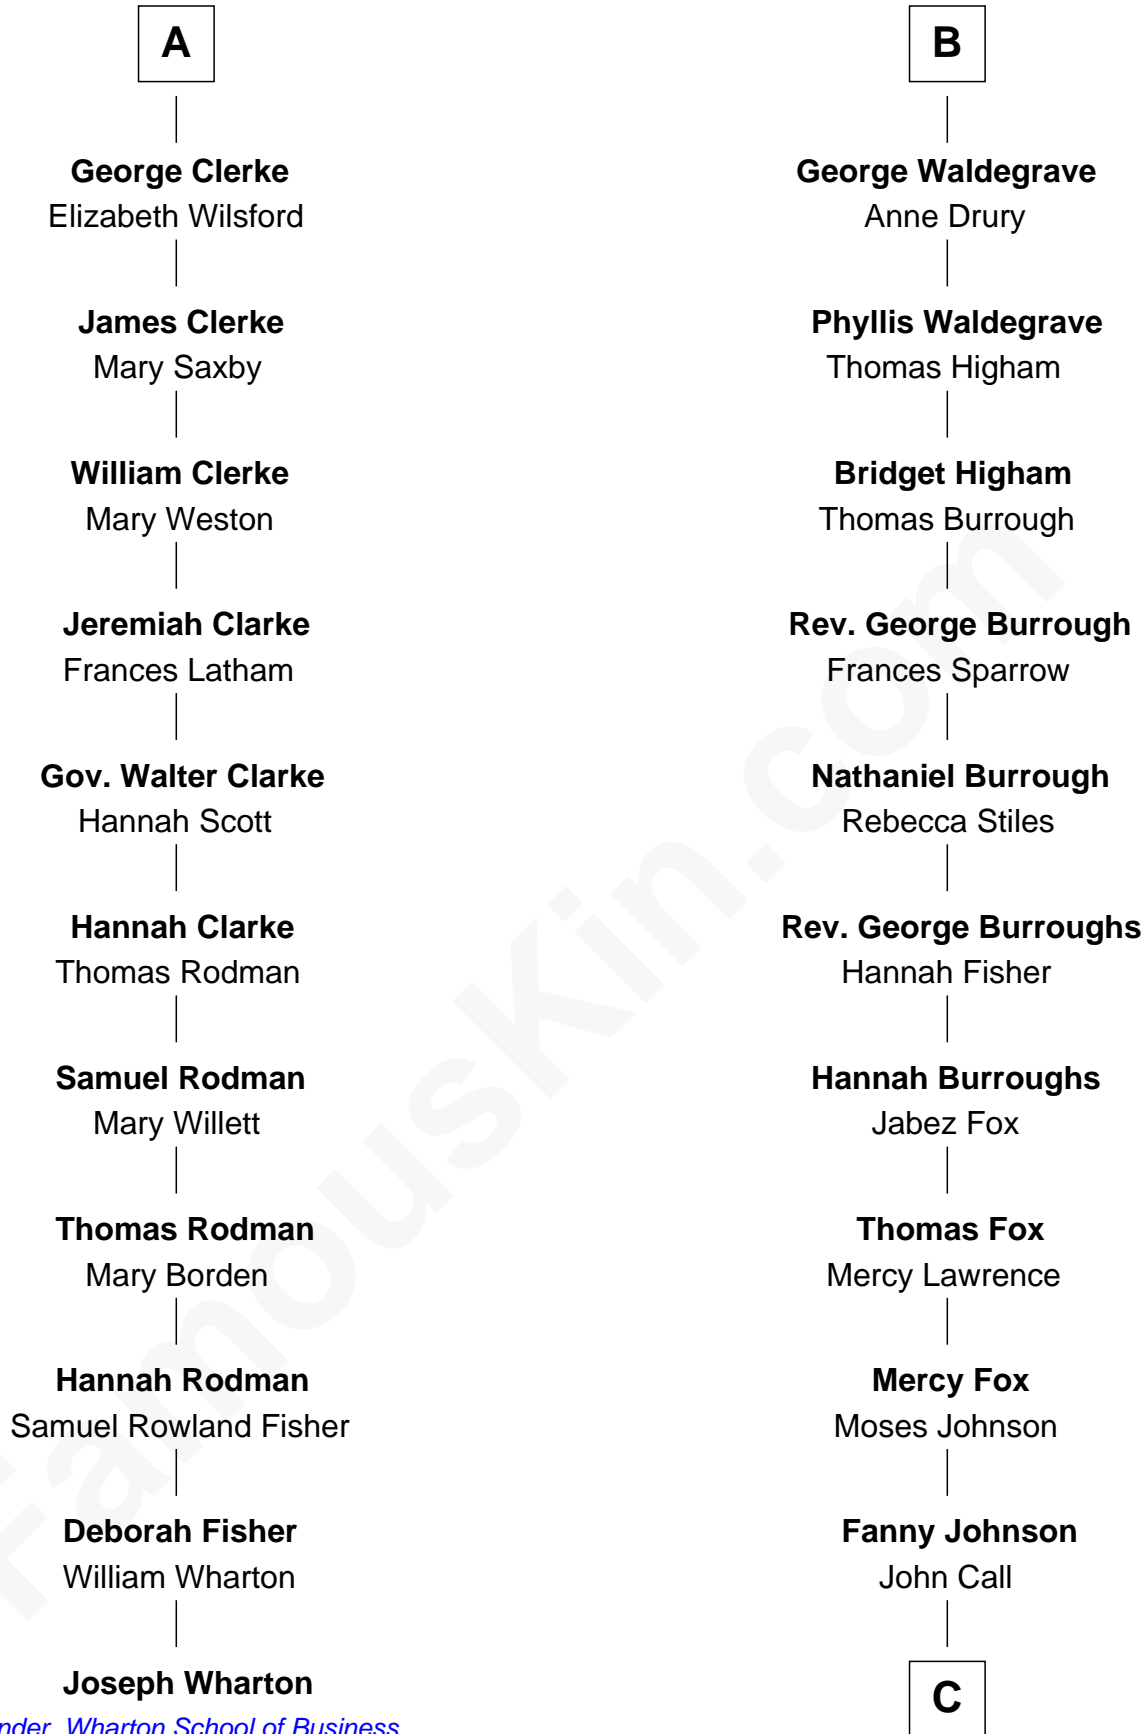 A
George Clerke
Elizabeth Wilsford
James Clerke
Mary Saxby
William Clerke
Mary Weston
Jeremiah Clarke
Frances Latham
Gov. Walter Clarke
Hannah Scott
Hannah Clarke
Thomas Rodman
Samuel Rodman
Mary Willett
Thomas Rodman
Mary Borden
Hannah Rodman
Samuel Rowland Fisher
Deborah Fisher
William Wharton
Joseph Wharton
Wharton School of Business
B
George Waldegrave
Anne Drury
Phyllis Waldegrave
Thomas Higham
Bridget Higham
Thomas Burrough
Rev. George Burrough
Frances Sparrow
Nathaniel Burrough
Rebecca Stiles
Rev. George Burroughs
Hannah Fisher
Hannah Burroughs
Jabez Fox
Thomas Fox
Mercy Lawrence
Mercy Fox
Moses Johnson
Fanny Johnson
John Call
C
FamousKin.com